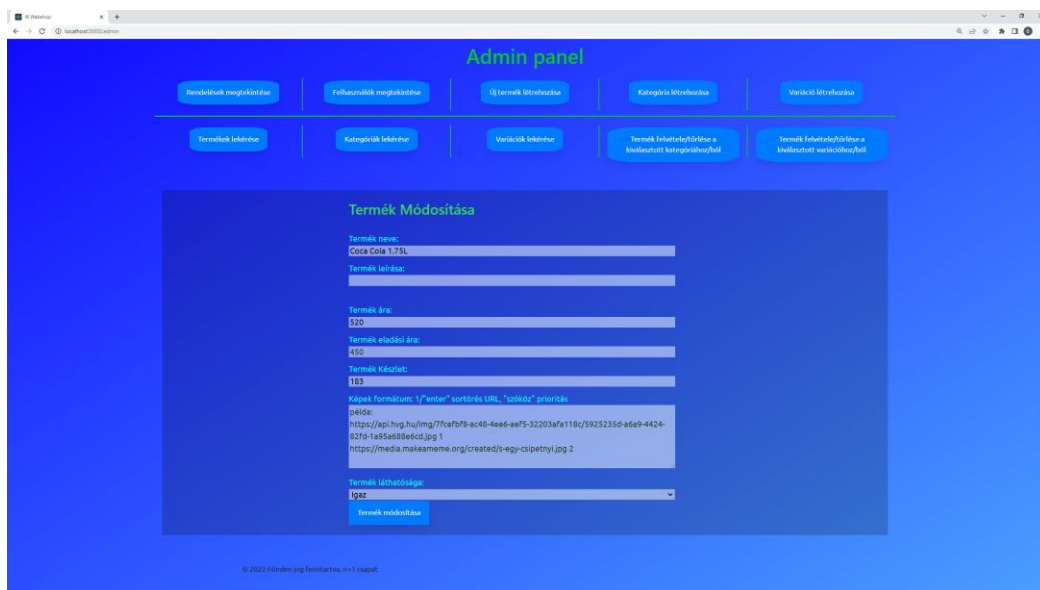 Webshop
localhost:3000/admin
Admin panel
Rendelések megtekintése
Felhasználók megtekintése
Új termék létrehozása
Kategória létrehozása
Variáció létrehozása
Termékek lekérése
Kategóriák lekérése
Variációk lekérése
Termék felvétele/törlése a
kiválasztott kategóriához/ból
Termék felvétele/törlése a
kiválasztott variációhoz/ból
Termék Módosítása
Termék neve:
Coca Cola 1.75L
Termék leírása:
Termék ára:
520
Termék eladási ára:
450
Termék Készlet:
183
Képek formátum: 1/"enter" sortörés URL, "szóköz" prioritás
példa:
https://api.hvg.hu/Img/7fcefbf8-ac48-4ee6-aef5-32203afa118c/5925235d-a6a9-4424-
82fd-1a95a688e6cd.jpg 1
https://media.makeameme.org/created/s-egy-csipetnyi.jpg 2
Termék láthatósága:
Igaz
Termék módosítása
© 2022 Minden jog fenntartva. n+1 csapat